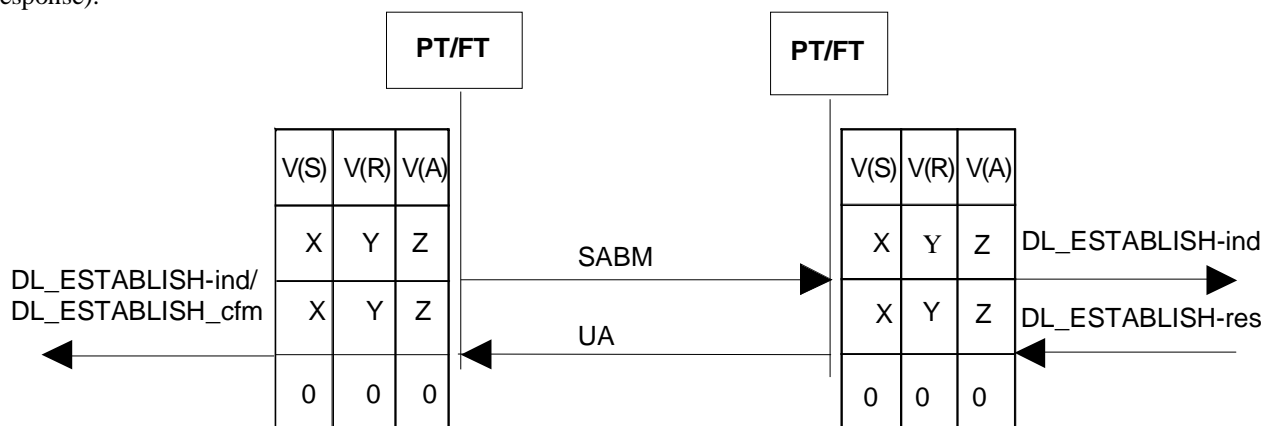 esponse).
PT/FT
PT/FT
V(S) V(R) V(A)
V(S) V(R) V(A)
X Y Z
SABM
X Y Z
DL_ESTABLISH-ind
DL_ESTABLISH-ind/
DL_ESTABLISH_cfm
X Y Z
UA
X Y Z
DL_ESTABLISH-res
0 0 0
0 0 0